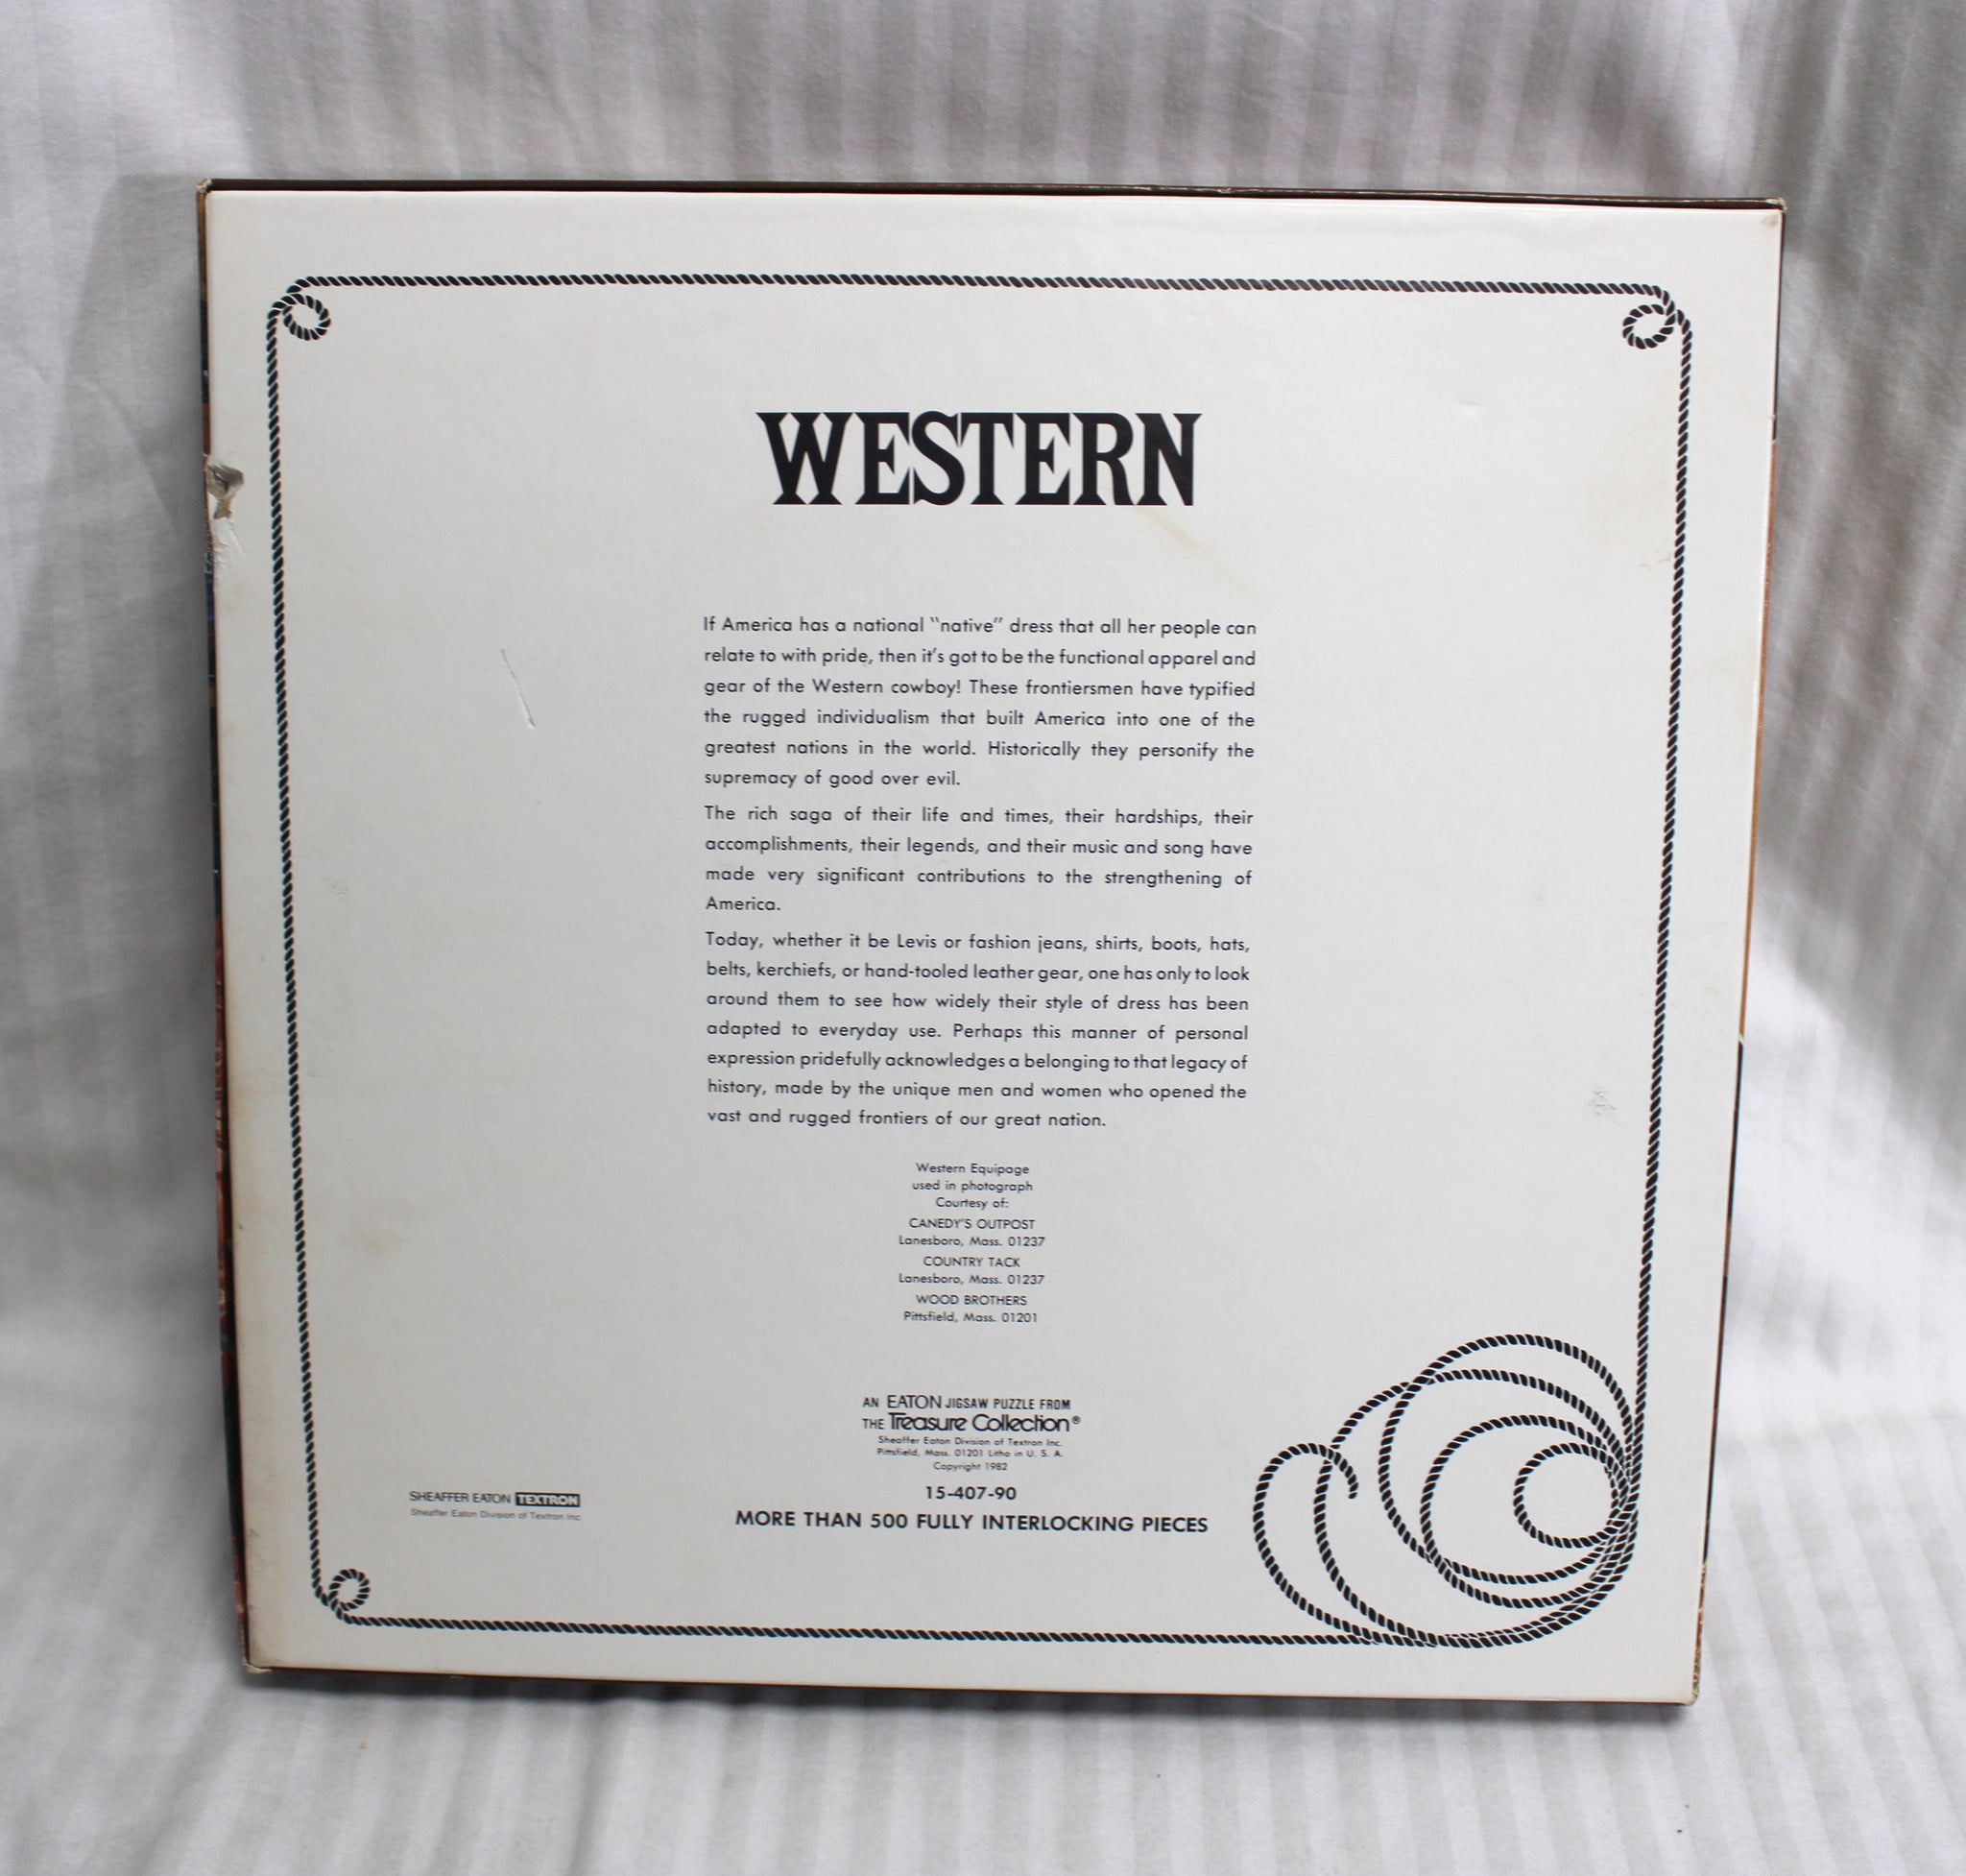 WESTERN
If America has a national "native" dress that all her people can
relate to with pride, then it's got to be the functional apparel and
gear of the Western cowboy! These frontiersmen have typified
the rugged individualism that built America into one of the
greatest nations in the world. Historically they personify the
supremacy of good over evil.
The rich saga of their life and times, their hardships, their
accomplishments, their legends, and their music and song have
made very significant contributions to the strengthening of
America.
Today, whether it be Levis or fashion jeans, shirts, boots, hats,
belts, kerchiefs, or hand-tooled leather gear, one has only to look
around them to see how widely their style of dress has been
adapted to everyday use. Perhaps this manner of personal
expression pridefully acknowledges a belonging to that legacy of
history, made by the unique men and women who opened the
vast and rugged frontiers of our great nation.
Western Equipage
used in photograph
Courtesy of:
CANEDY'S OUTPOST
Lanesboro, Mass. 01237
COUNTRY TACK
Lanesboro, Mass. 01237
WOOD BROTHERS
Pittsfield, Mass. 01201
AN EATON JIGSAW PUZZLE FROM
THE Treasure Collection®
Sheaffer Eaton Division of Textron Inc.
Pittsfield, Mass. 01201 Litho in U. S. A.
Copyright 1982
15-407-90
MORE THAN 500 FULLY INTERLOCKING PIECES
SHEAFFER EATON TEXTRON
Sheaffer Eaton Division of Textron Inc.